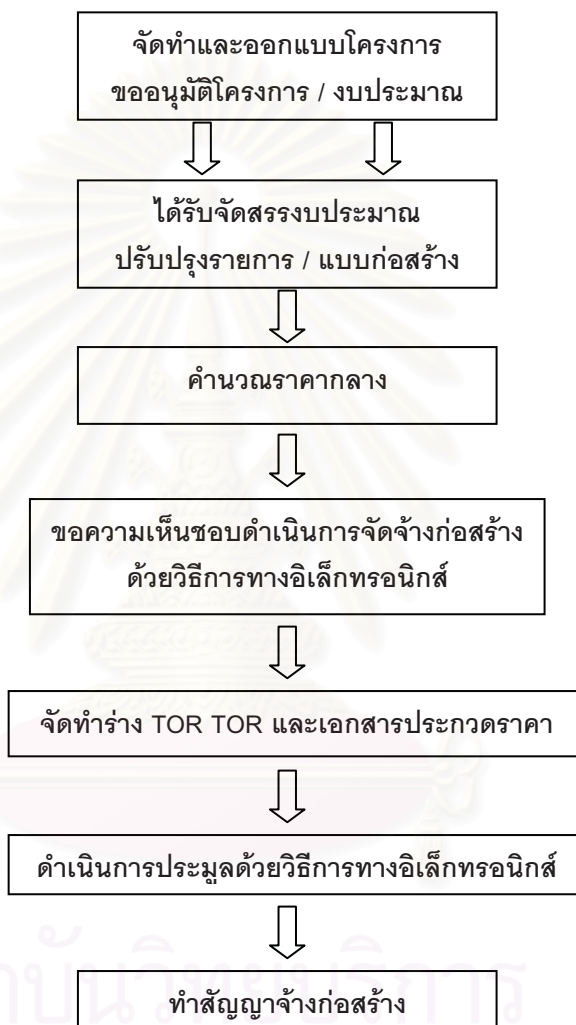 จัดทำและออกแบบโครงการ
ขออนุมัติโครงการ / งบประมาณ
ได้รับจัดสรรงบประมาณ
ปรับปรุงรายการ / แบบก่อสร้าง
คำนวณราคากลาง
ขอความเห็นชอบดำเนินการจัดจ้างก่อสร้าง
ด้วยวิธีการทางอิเล็กทรอนิกส์
จัดทำร่าง TOR TOR และเอกสารประกวดราคา
ดำเนินการประมูลด้วยวิธีการทางอิเล็กทรอนิกส์
ทำสัญญาจ้างก่อสร้าง